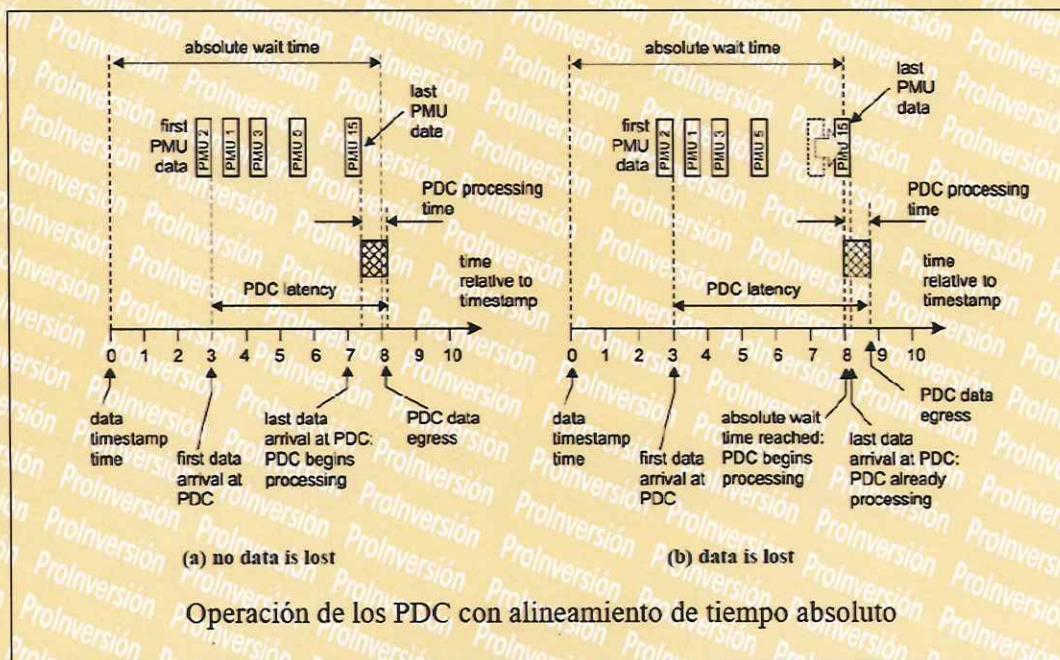 absolute wait time
last
PMU
data
first
PMU
data
PMU 2
PMU 1
PMU 3
PMU 5
PMU 15
PDC processing
time
time
relative to
timestamp
PDC latency
0 1 2 3 4 5 6 7 8 9 10
data
timestamp
time
first data
arrival at
PDC
last data
arrival at PDC:
PDC begins
processing
PDC data
egress
(a) no data is lost
absolute wait time
last
PMU
data
first
PMU
data
PMU 2
PMU 1
PMU 3
PMU 5
PMU 15
PDC processing
time
time
relative to
timestamp
PDC latency
0 1 2 3 4 5 6 7 8 9 10
data
timestamp
time
first data
arrival at
PDC
absolute wait
time reached:
PDC begins
processing
last data
arrival at PDC:
PDC already
processing
PDC data
egress
(b) data is lost
Operación de los PDC con alineamiento de tiempo absoluto
ProInversión